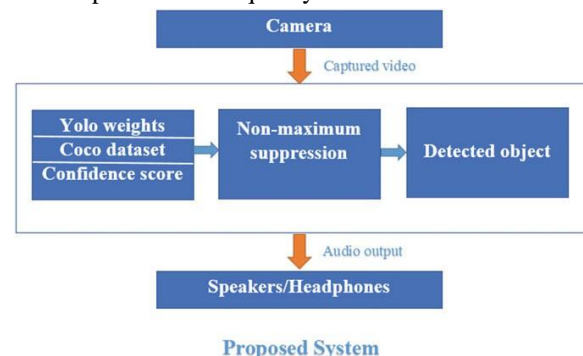 Camera
Captured video
Yolo weights
Coco dataset
Confidence score
Non-maximum
suppression
Detected object
Audio output
Speakers/Headphones
Proposed System